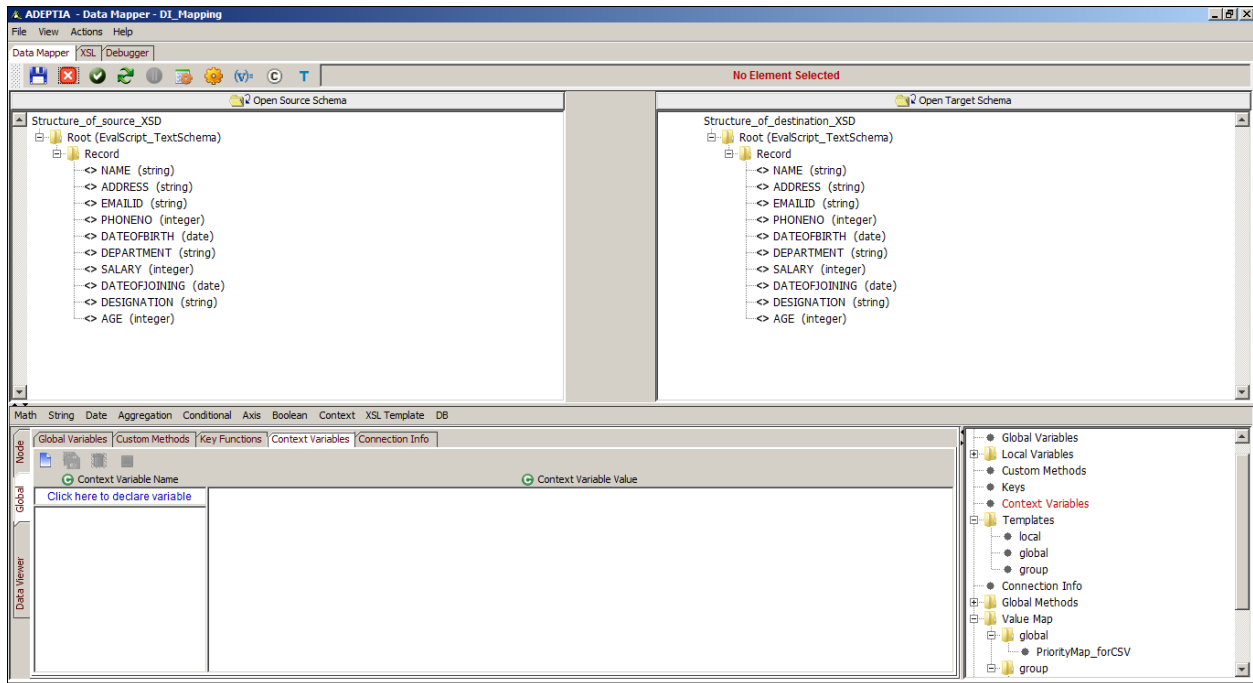 ADEPTIA - Data Mapper - DI_Mapping
File View Actions Help
Data Mapper XSL Debugger
(v)= C T No Element Selected
Open Source Schema
Open Target Schema
Structure_of_source_XSD
Root (EvalScript_TextSchema)
Record
<> NAME (string)
<> ADDRESS (string)
<> EMAILID (string)
<> PHONENO (integer)
<> DATEOFBIRTH (date)
<> DEPARTMENT (string)
<> SALARY (integer)
<> DATEOFJOINING (date)
<> DESIGNATION (string)
<> AGE (integer)
Structure_of_destination_XSD
Root (EvalScript_TextSchema)
Record
<> NAME (string)
<> ADDRESS (string)
<> EMAILID (string)
<> PHONENO (integer)
<> DATEOFBIRTH (date)
<> DEPARTMENT (string)
<> SALARY (integer)
<> DATEOFJOINING (date)
<> DESIGNATION (string)
<> AGE (integer)
Math String Date Aggregation Conditional Axis Boolean Context XSL Template DB
Node
Global
Data Viewer
Global Variables Custom Methods Key Functions Context Variables Connection Info
C Context Variable Name
C Context Variable Value
Click here to declare variable
Global Variables
Local Variables
Custom Methods
Keys
Context Variables
Templates
local
global
group
Connection Info
Global Methods
Value Map
global
PriorityMap_forCSV
group